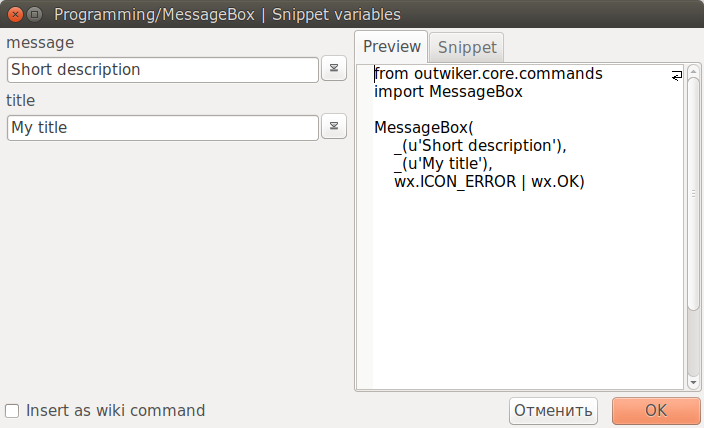 Programming/MessageBox | Snippet variables
message
Short description
title
My title
Preview
Snippet
from outwiker.core.commands
import MessageBox
MessageBox(
_(u'Short description'),
_(u'My title'),
wx.ICON_ERROR | wx.OK)
Insert as wiki command
Отменить
OK